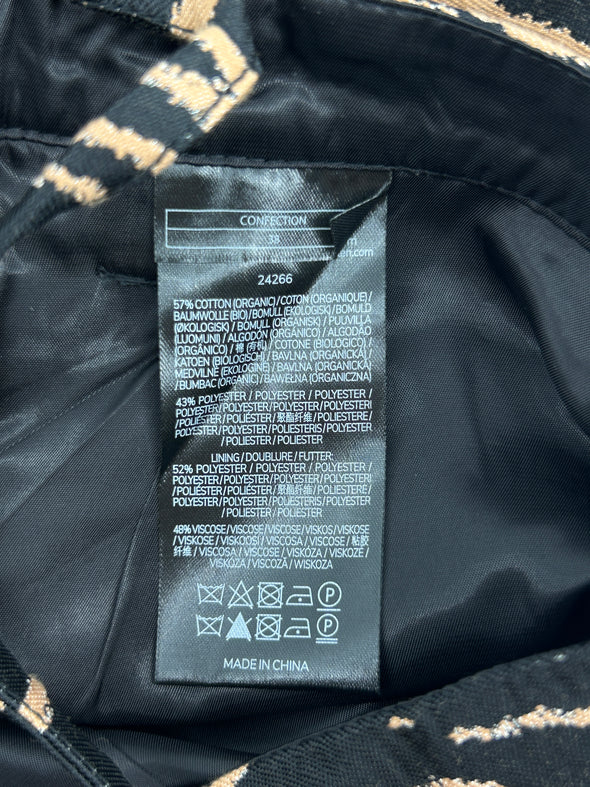 CONFECTION
38
m
en.com
24266
57% COTTON (ORGANIC) / COTON (ORGANIQUE) /
BAUMWOLLE (BIO) / BOMULL (EKOLOGISK) / BOMULD
(ØKOLOGISK) / BOMULL (ORGANISK) / PUUVILLA
(LUOMUNI) / ALGODÓN (ORGÁNICO) / ALGODÃO
(ORGÂNICO) / 棉 (有机) / COTONE (BIOLOGICO) /
KATOEN (BIOLOGISCH) / BAVLNA (ORGANICKÁ) /
MEDVILNĖ (EKOLOGINĖ) / BAVLNA (ORGANICKÁ)
/ BUMBAC (ORGANIC) / BAWEŁNA (ORGANICZNA)
43% POLYESTER / POLYESTER / POLYESTER /
POLYESTER / POLYESTER / POLYESTER / POLYESTERI
/ POLIÉSTER / POLIÉSTER / 聚酯纤维 / POLIESTERE /
POLYESTER / POLYESTER / POLIESTERIS / POLYESTER
/ POLIESTER / POLIESTER
LINING / DOUBLURE / FUTTER:
52% POLYESTER / POLYESTER / POLYESTER /
POLYESTER / POLYESTER / POLYESTER / POLYESTERI
/ POLIÉSTER / POLIÉSTER / 聚酯纤维 / POLIESTERE /
POLYESTER / POLYESTER / POLIESTERIS / POLYESTER
/ POLIESTER / POLIESTER
48% VISCOSE / VISCOSE / VISCOSE / VISKOS / VISKOSE
/ VISKOSE / VISKOOSI / VISCOSA / VISCOSE / 粘胶
纤维 / VISCOSA / VISCOSE / VISKÓZA / VISKOZĖ /
VISKÓZA / VISCOZĂ / WISKOZA
P
P
MADE IN CHINA